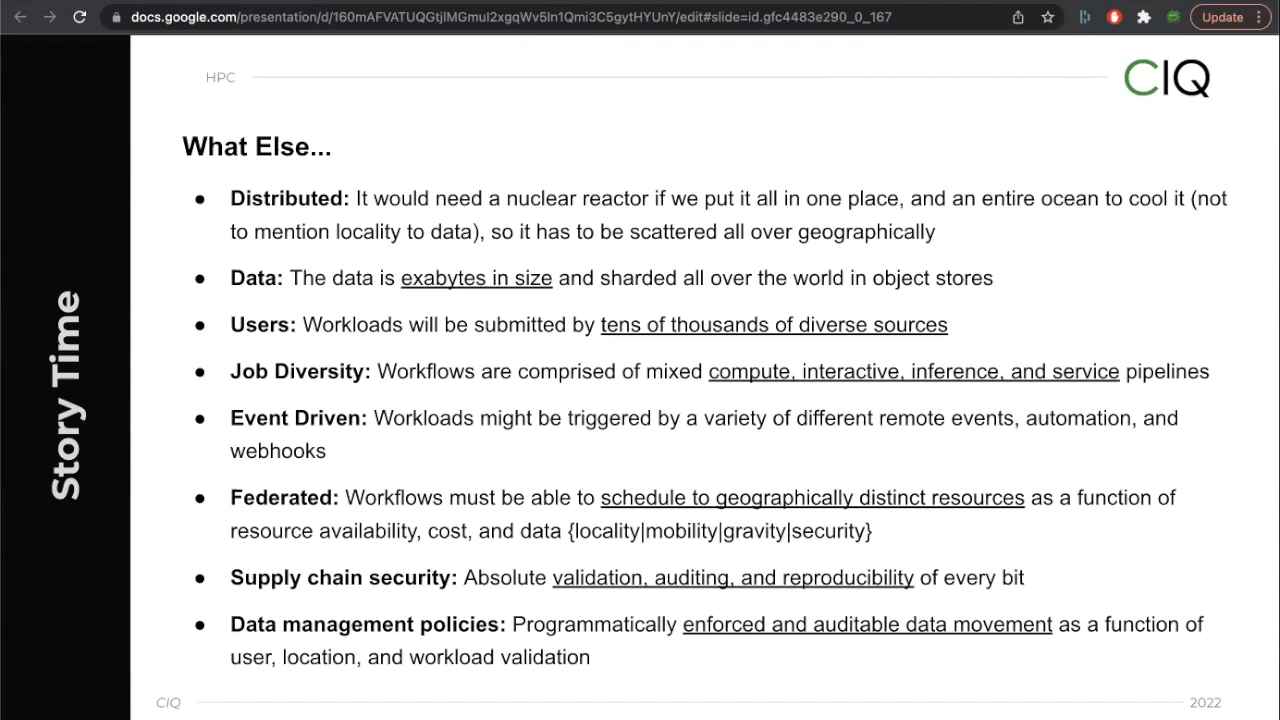 docs.google.com/presentation/d/160mAFVATUQGtjlMGmul2xgqWv5ln1Qmi3C5gytHYUnY/edit#slide=id.gfc4483e290_0_167
Update
HPC
CIQ
Story Time
What Else...
● Distributed: It would need a nuclear reactor if we put it all in one place, and an entire ocean to cool it (not
to mention locality to data), so it has to be scattered all over geographically
● Data: The data is exabytes in size and sharded all over the world in object stores
● Users: Workloads will be submitted by tens of thousands of diverse sources
● Job Diversity: Workflows are comprised of mixed compute, interactive, inference, and service pipelines
● Event Driven: Workloads might be triggered by a variety of different remote events, automation, and
webhooks
● Federated: Workflows must be able to schedule to geographically distinct resources as a function of
resource availability, cost, and data {locality|mobility|gravity|security}
● Supply chain security: Absolute validation, auditing, and reproducibility of every bit
● Data management policies: Programmatically enforced and auditable data movement as a function of
user, location, and workload validation
CIQ
2022